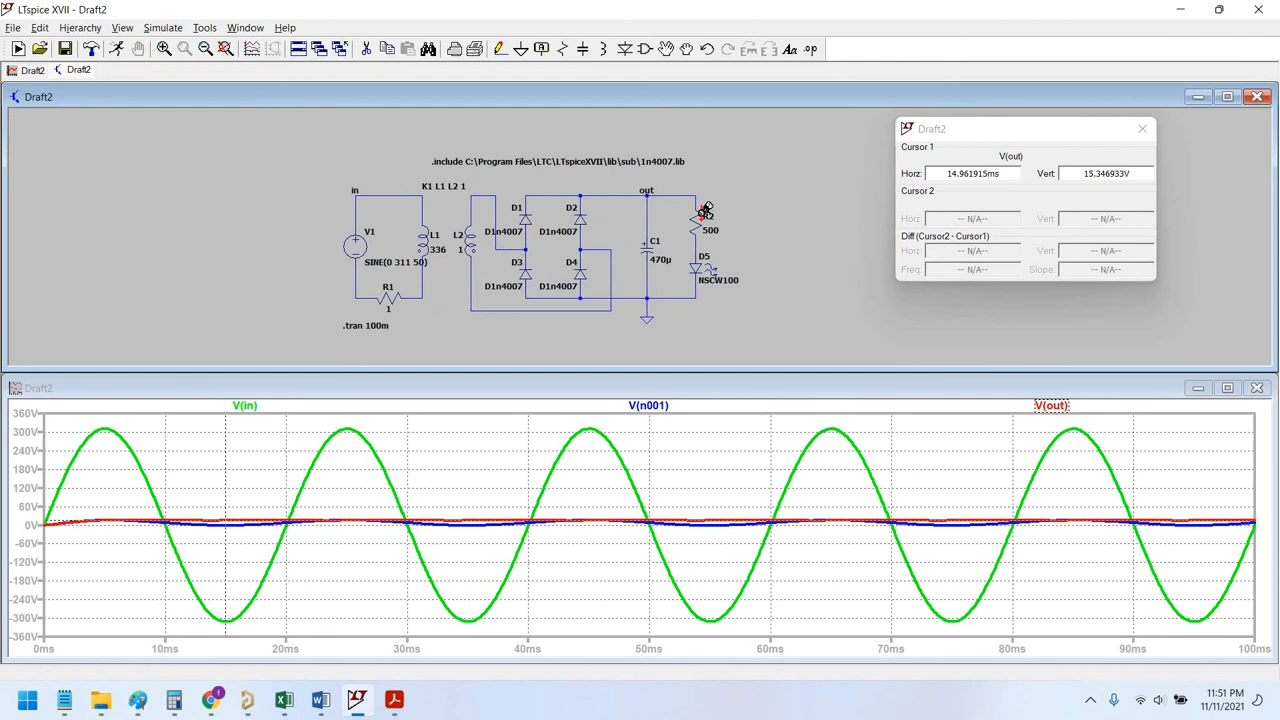 LTspice XVII - Draft2
File Edit Hierarchy View Simulate Tools Window Help
Aa .op
Draft2 Draft2
Draft2
.include C:\Program Files\LTC\LTspiceXVII\lib\sub\1n4007.lib
in K1 L1 L2 1 out
D1 D2
D1n4007 D1n4007
V1 L1 L2
336 1
SINE(0 311 50)
D3 D4
D1n4007 D1n4007
R1
1
.tran 100m
C1
470µ
R2
500
D5
NSCW100
Draft2
Cursor 1
V(out)
Horz: 14.961915ms Vert 15.346933V
Cursor 2
Horz: -- N/A-- Vert: -- N/A--
Diff (Cursor2 - Cursor1)
Horz: -- N/A-- Vert: -- N/A--
Freq: -- N/A-- Slope: -- N/A--
Draft2
V(in) V(n001) V(out)
360V
300V
240V
180V
120V
60V
0V
-60V
-120V
-180V
-240V
-300V
-360V
0ms 10ms 20ms 30ms 40ms 50ms 60ms 70ms 80ms 90ms 100ms
11:51 PM
11/11/2021